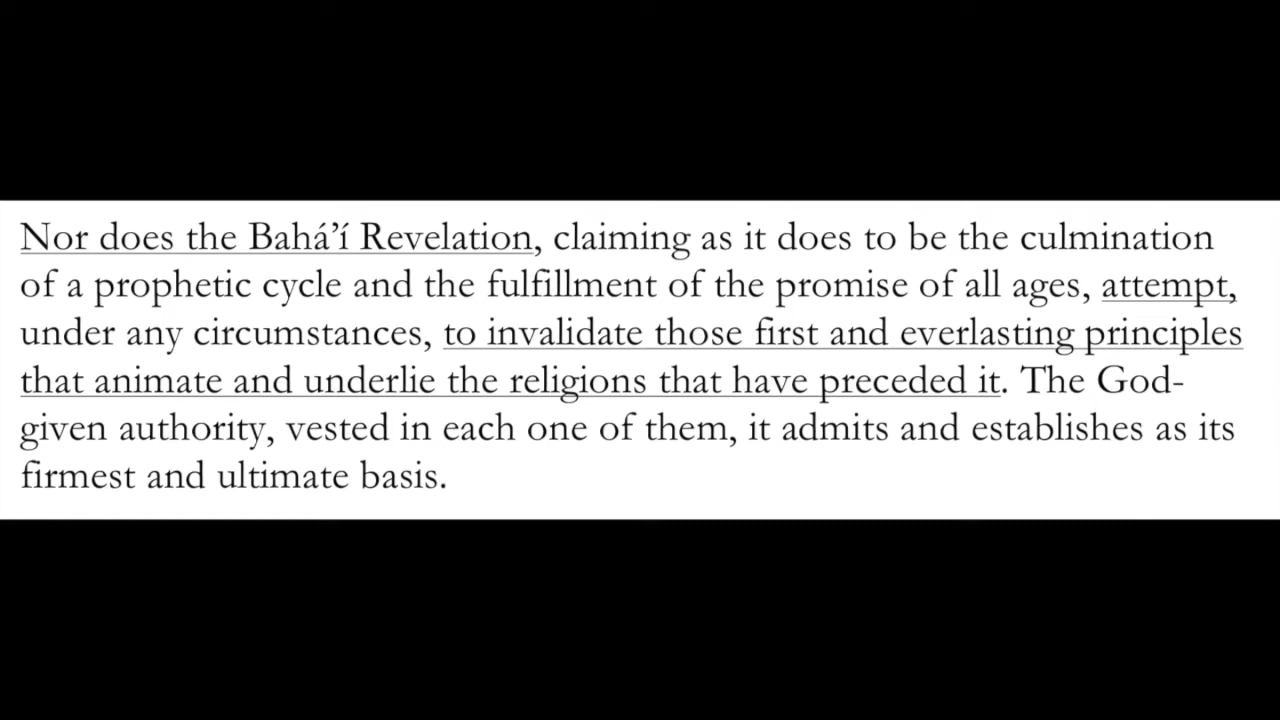 Nor does the Bahá’í Revelation, claiming as it does to be the culmination
of a prophetic cycle and the fulfillment of the promise of all ages, attempt,
under any circumstances, to invalidate those first and everlasting principles
that animate and underlie the religions that have preceded it. The God-
given authority, vested in each one of them, it admits and establishes as its
firmest and ultimate basis.